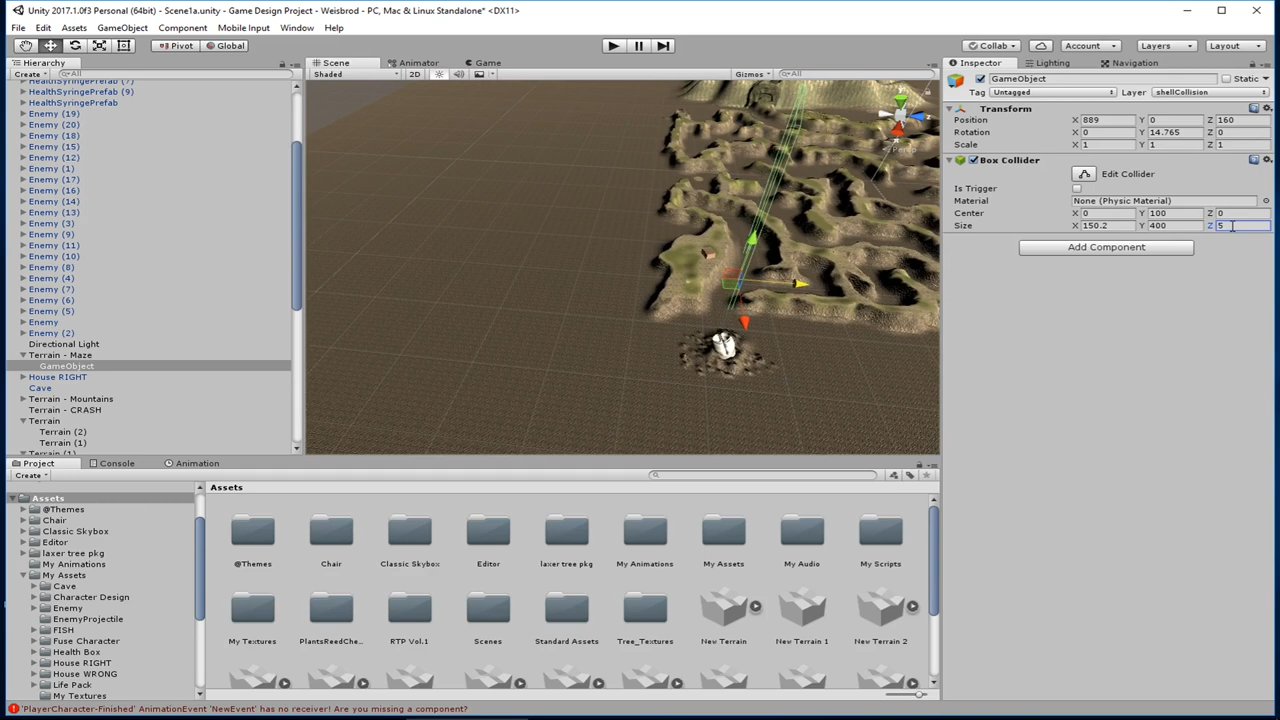 Unity 2017.1.0f3 Personal (64bit) - Scene1a.unity - Game Design Project - Weisbrod - PC, Mac & Linux Standalone* <DX11>
File Edit Assets GameObject Component Mobile Input Window Help
Pivot Global Collab Account Layers Layout
Hierarchy
Create All
HealthSyringePrefab (7)
HealthSyringePrefab (9)
HealthSyringePrefab
Enemy (19)
Enemy (20)
Enemy (18)
Enemy (15)
Enemy (12)
Enemy (1)
Enemy (17)
Enemy (16)
Enemy (14)
Enemy (13)
Enemy (3)
Enemy (9)
Enemy (11)
Enemy (10)
Enemy (8)
Enemy (4)
Enemy (7)
Enemy (6)
Enemy (5)
Enemy
Enemy (2)
Directional Light
Terrain - Maze
GameObject
House RIGHT
Cave
Terrain - Mountains
Terrain - CRASH
Terrain
Terrain (2)
Terrain (1)
Terrain (1)
Scene Animator Game
Shaded 2D Gizmos All
Persp
Inspector Lighting Navigation
GameObject Static
Tag Untagged Layer shellCollision
Transform
Position X 889 Y 0 Z 160
Rotation X 0 Y 14.765 Z 0
Scale X 1 Y 1 Z 1
Box Collider
Edit Collider
Is Trigger
Material None (Physic Material)
Center X 0 Y 100 Z 0
Size X 150.2 Y 400 Z 5
Add Component
Project Console Animation
Create
Assets
@Themes
Chair
Classic Skybox
Editor
laxer tree pkg
My Animations
My Assets
Cave
Character Design
Enemy
EnemyProjectile
FISH
Fuse Character
Health Box
House RIGHT
House WRONG
Life Pack
My Textures
Assets
@Themes Chair Classic Skybox Editor laxer tree pkg My Animations My Assets My Audio My Scripts
My Textures PlantsReedChe... RTP Vol.1 Scenes Standard Assets Tree_Textures New Terrain New Terrain 1 New Terrain 2
'PlayerCharacter-Finished' AnimationEvent 'NewEvent' has no receiver! Are you missing a component?